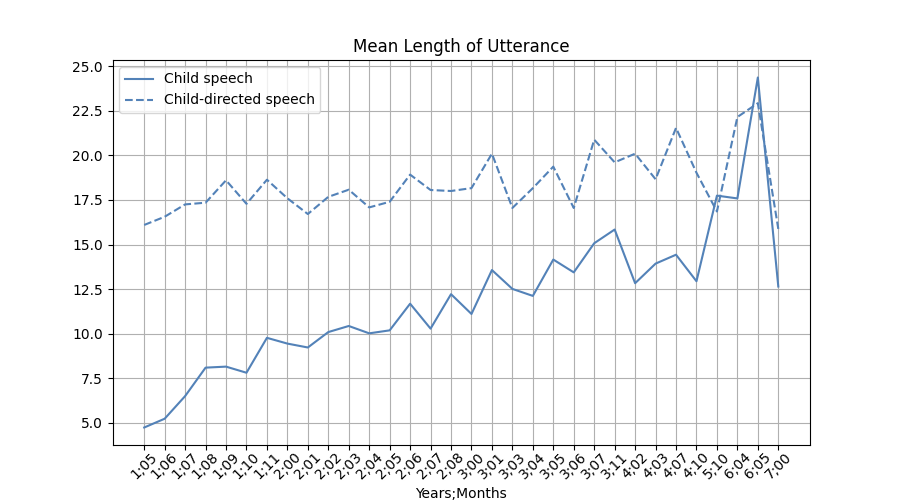 Mean Length of Utterance
Child speech
Child-directed speech
25.0
22.5
20.0
17.5
15.0
12.5
10.0
7.5
5.0
1;05 1;06 1;07 1;08 1;09 1;10 1;11 2;00 2;01 2;02 2;03 2;04 2;05 2;06 2;07 2;08 3;00 3;01 3;03 3;04 3;05 3;06 3;07 3;11 4;02 4;03 4;07 4;10 5;10 6;04 6;05 7;00
Years;Months